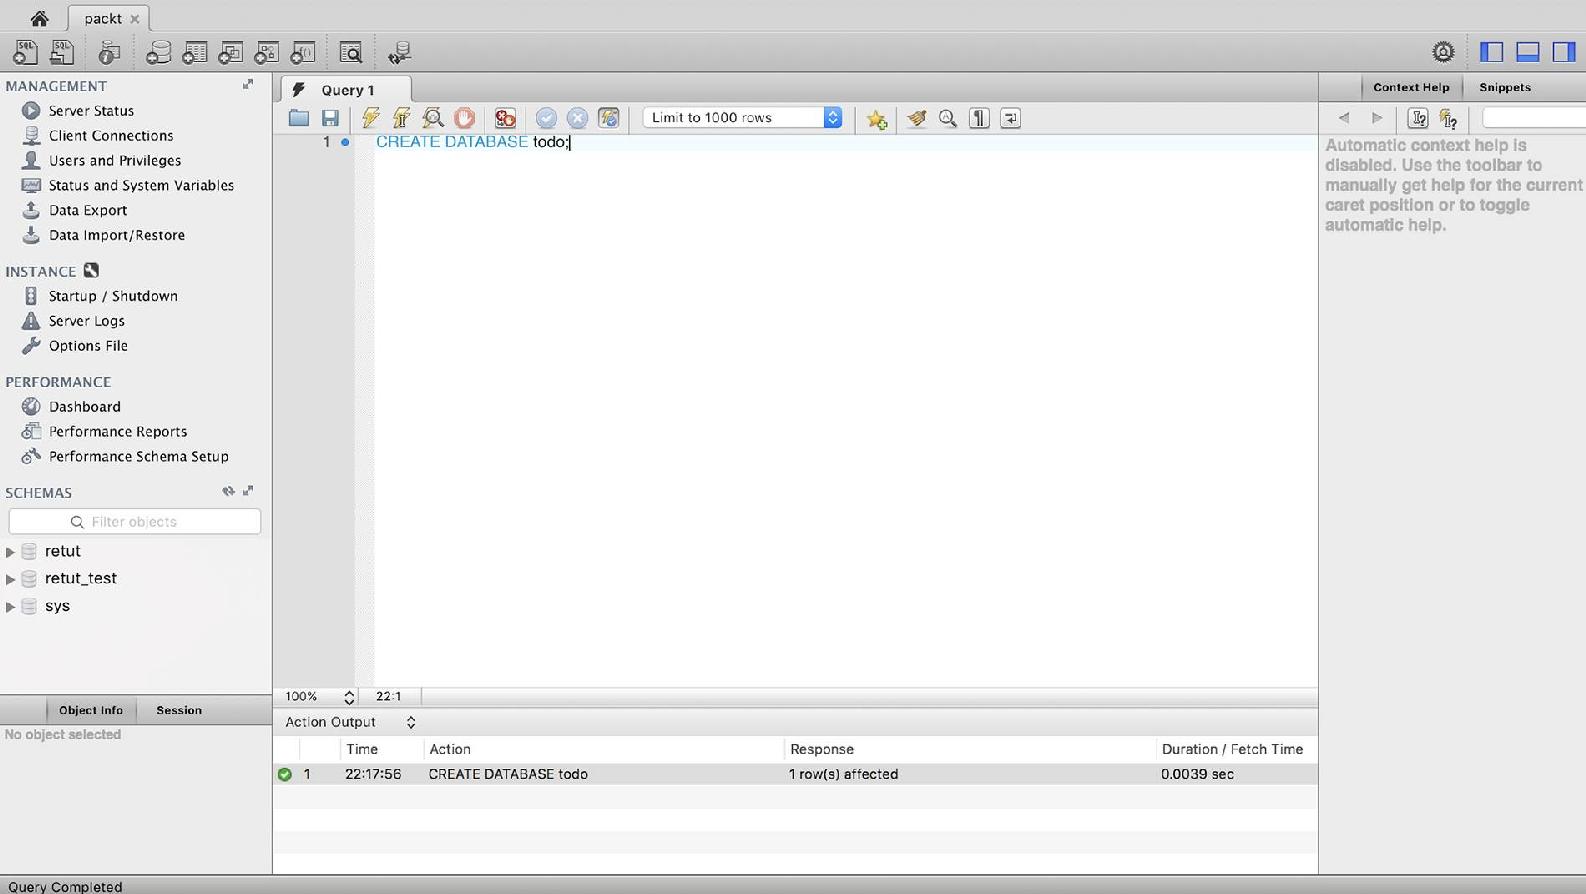 packt
MANAGEMENT
Server Status
Client Connections
Users and Privileges
Status and System Variables
Data Export
Data Import/Restore
INSTANCE
Startup / Shutdown
Server Logs
Options File
PERFORMANCE
Dashboard
Performance Reports
Performance Schema Setup
SCHEMAS
Filter objects
retut
retut_test
sys
Object Info Session
No object selected
Query 1
Limit to 1000 rows
1 CREATE DATABASE todo;
100% 22:1
Action Output
Time Action Response Duration / Fetch Time
1 22:17:56 CREATE DATABASE todo 1 row(s) affected 0.0039 sec
Context Help Snippets
Automatic context help is
disabled. Use the toolbar to
manually get help for the current
caret position or to toggle
automatic help.
Query Completed